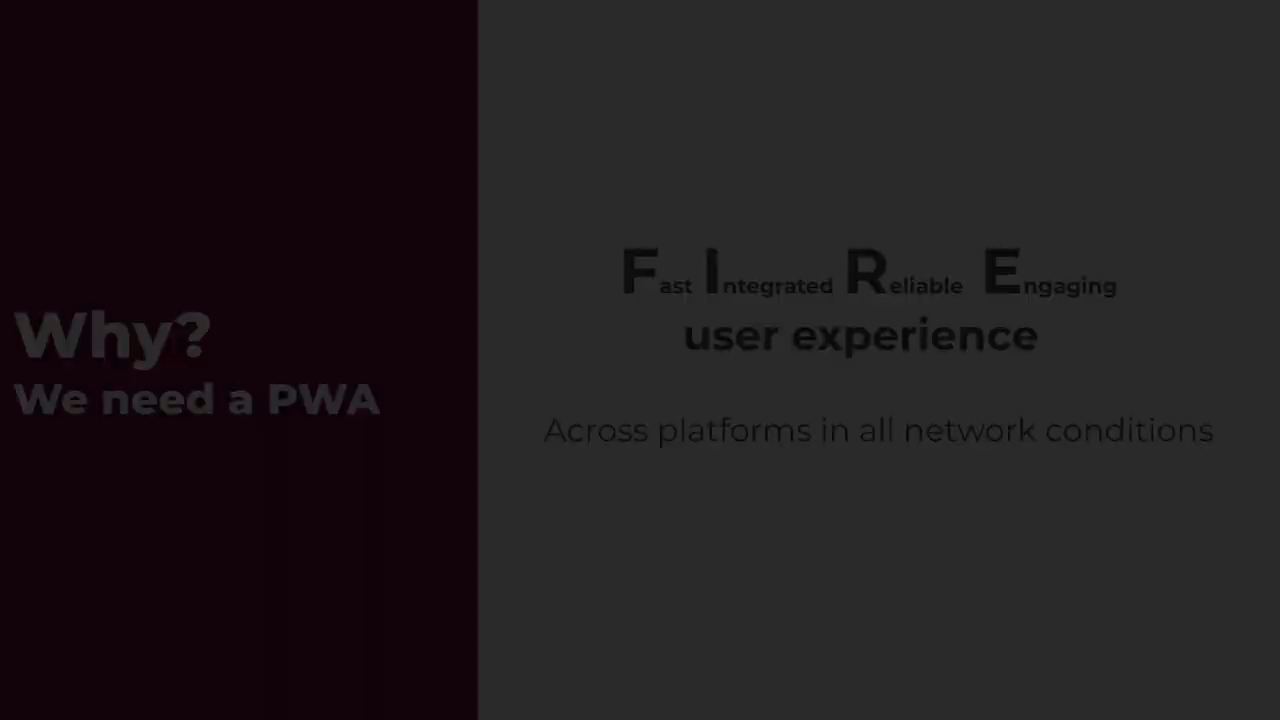 Why?
We need a PWA
Fast Integrated Reliable Engaging
user experience
Across platforms in all network conditions